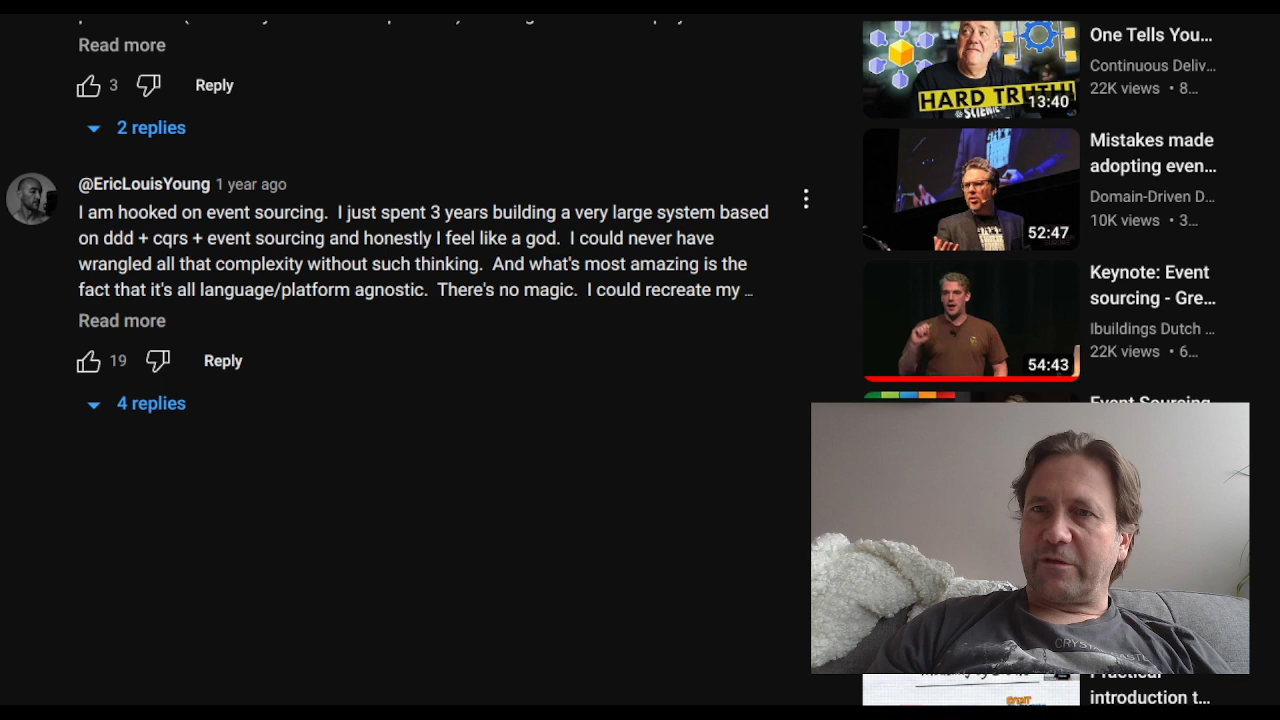 Read more
3
Reply
2 replies
@EricLouisYoung 1 year ago
I am hooked on event sourcing. I just spent 3 years building a very large system based
on ddd + cqrs + event sourcing and honestly I feel like a god. I could never have
wrangled all that complexity without such thinking. And what's most amazing is the
fact that it's all language/platform agnostic. There's no magic. I could recreate my ...
Read more
19
Reply
4 replies
HARD TRUTH!
13:40
One Tells You...
Continuous Deliv...
22K views • 8...
52:47
Mistakes made
adopting even...
Domain-Driven D...
10K views • 3...
54:43
Keynote: Event
sourcing - Gre...
Ibuildings Dutch ...
22K views • 6...
Event Sourcing
CRYSTAL CASTLE
Practical
introduction t...